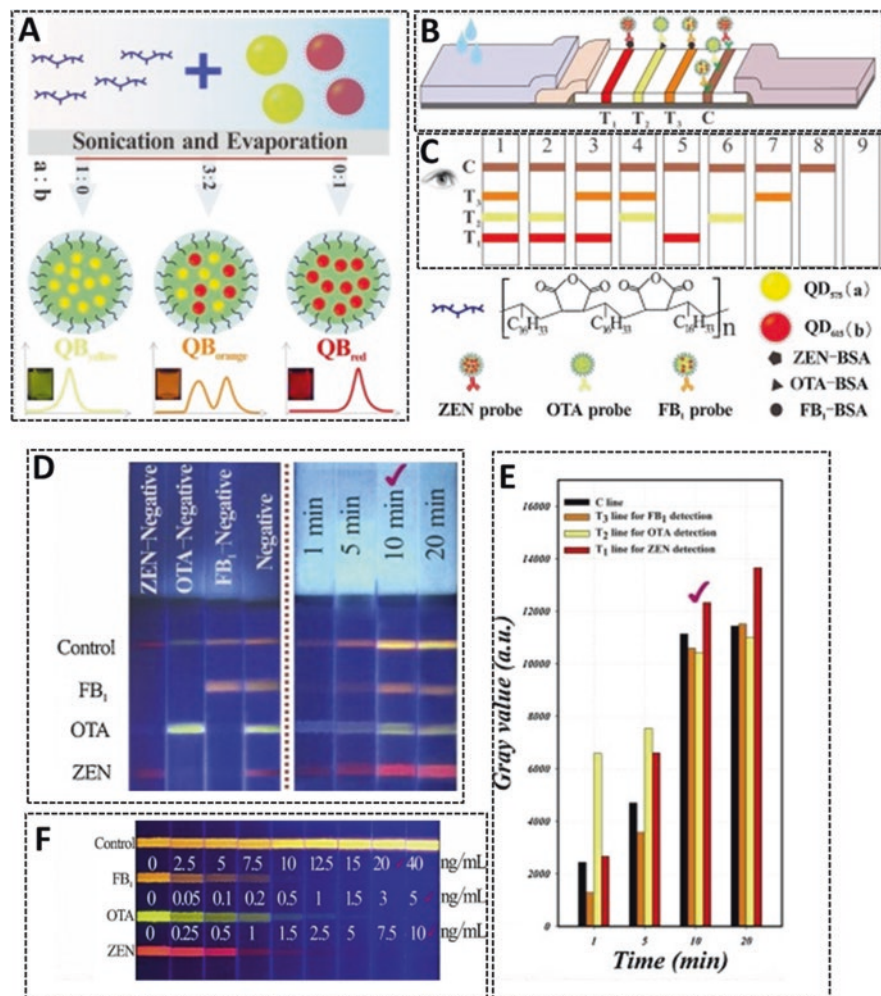 A
+
Sonication and Evaporation
a : b
1:0
3:2
0:1
QB yellow
QB orange
QB red
B
T1 T2 T3 C
C
1 2 3 4 5 6 7 8 9
C
T3
T2
T1
O O O O O O
C16H33 C16H33 C16H33 n
QD575(a)
QD615(b)
ZEN-BSA
OTA-BSA
FB1-BSA
ZEN probe OTA probe FB1 probe
D
ZEN-Negative
OTA-Negative
FB1-Negative
Negative
1 min
5 min
10 min
20 min
Control
FB1
OTA
ZEN
E
C line
T3 line for FB1 detection
T2 line for OTA detection
T1 line for ZEN detection
Gray value (a.u.)
16000
14000
12000
10000
8000
6000
4000
2000
0
1 5 10 20
Time (min)
F
Control
0 2.5 5 7.5 10 12.5 15 20 40 ng/mL
FB1
0 0.05 0.1 0.2 0.5 1 1.5 3 5 ng/mL
OTA
0 0.25 0.5 1 1.5 2.5 5 7.5 10 ng/mL
ZEN